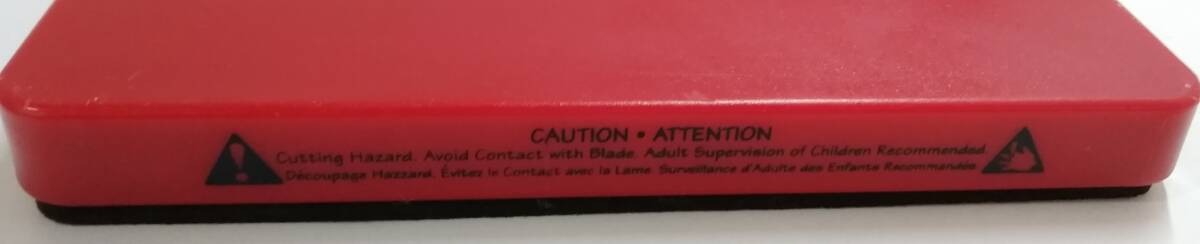 CAUTION • ATTENTION
Cutting Hazard. Avoid Contact with Blade. Adult Supervision of Children Recommended.
Découpage Hazzard. Évitez le Contact avec la Lame. Surveillance d'Adulte des Enfants Recommandée.